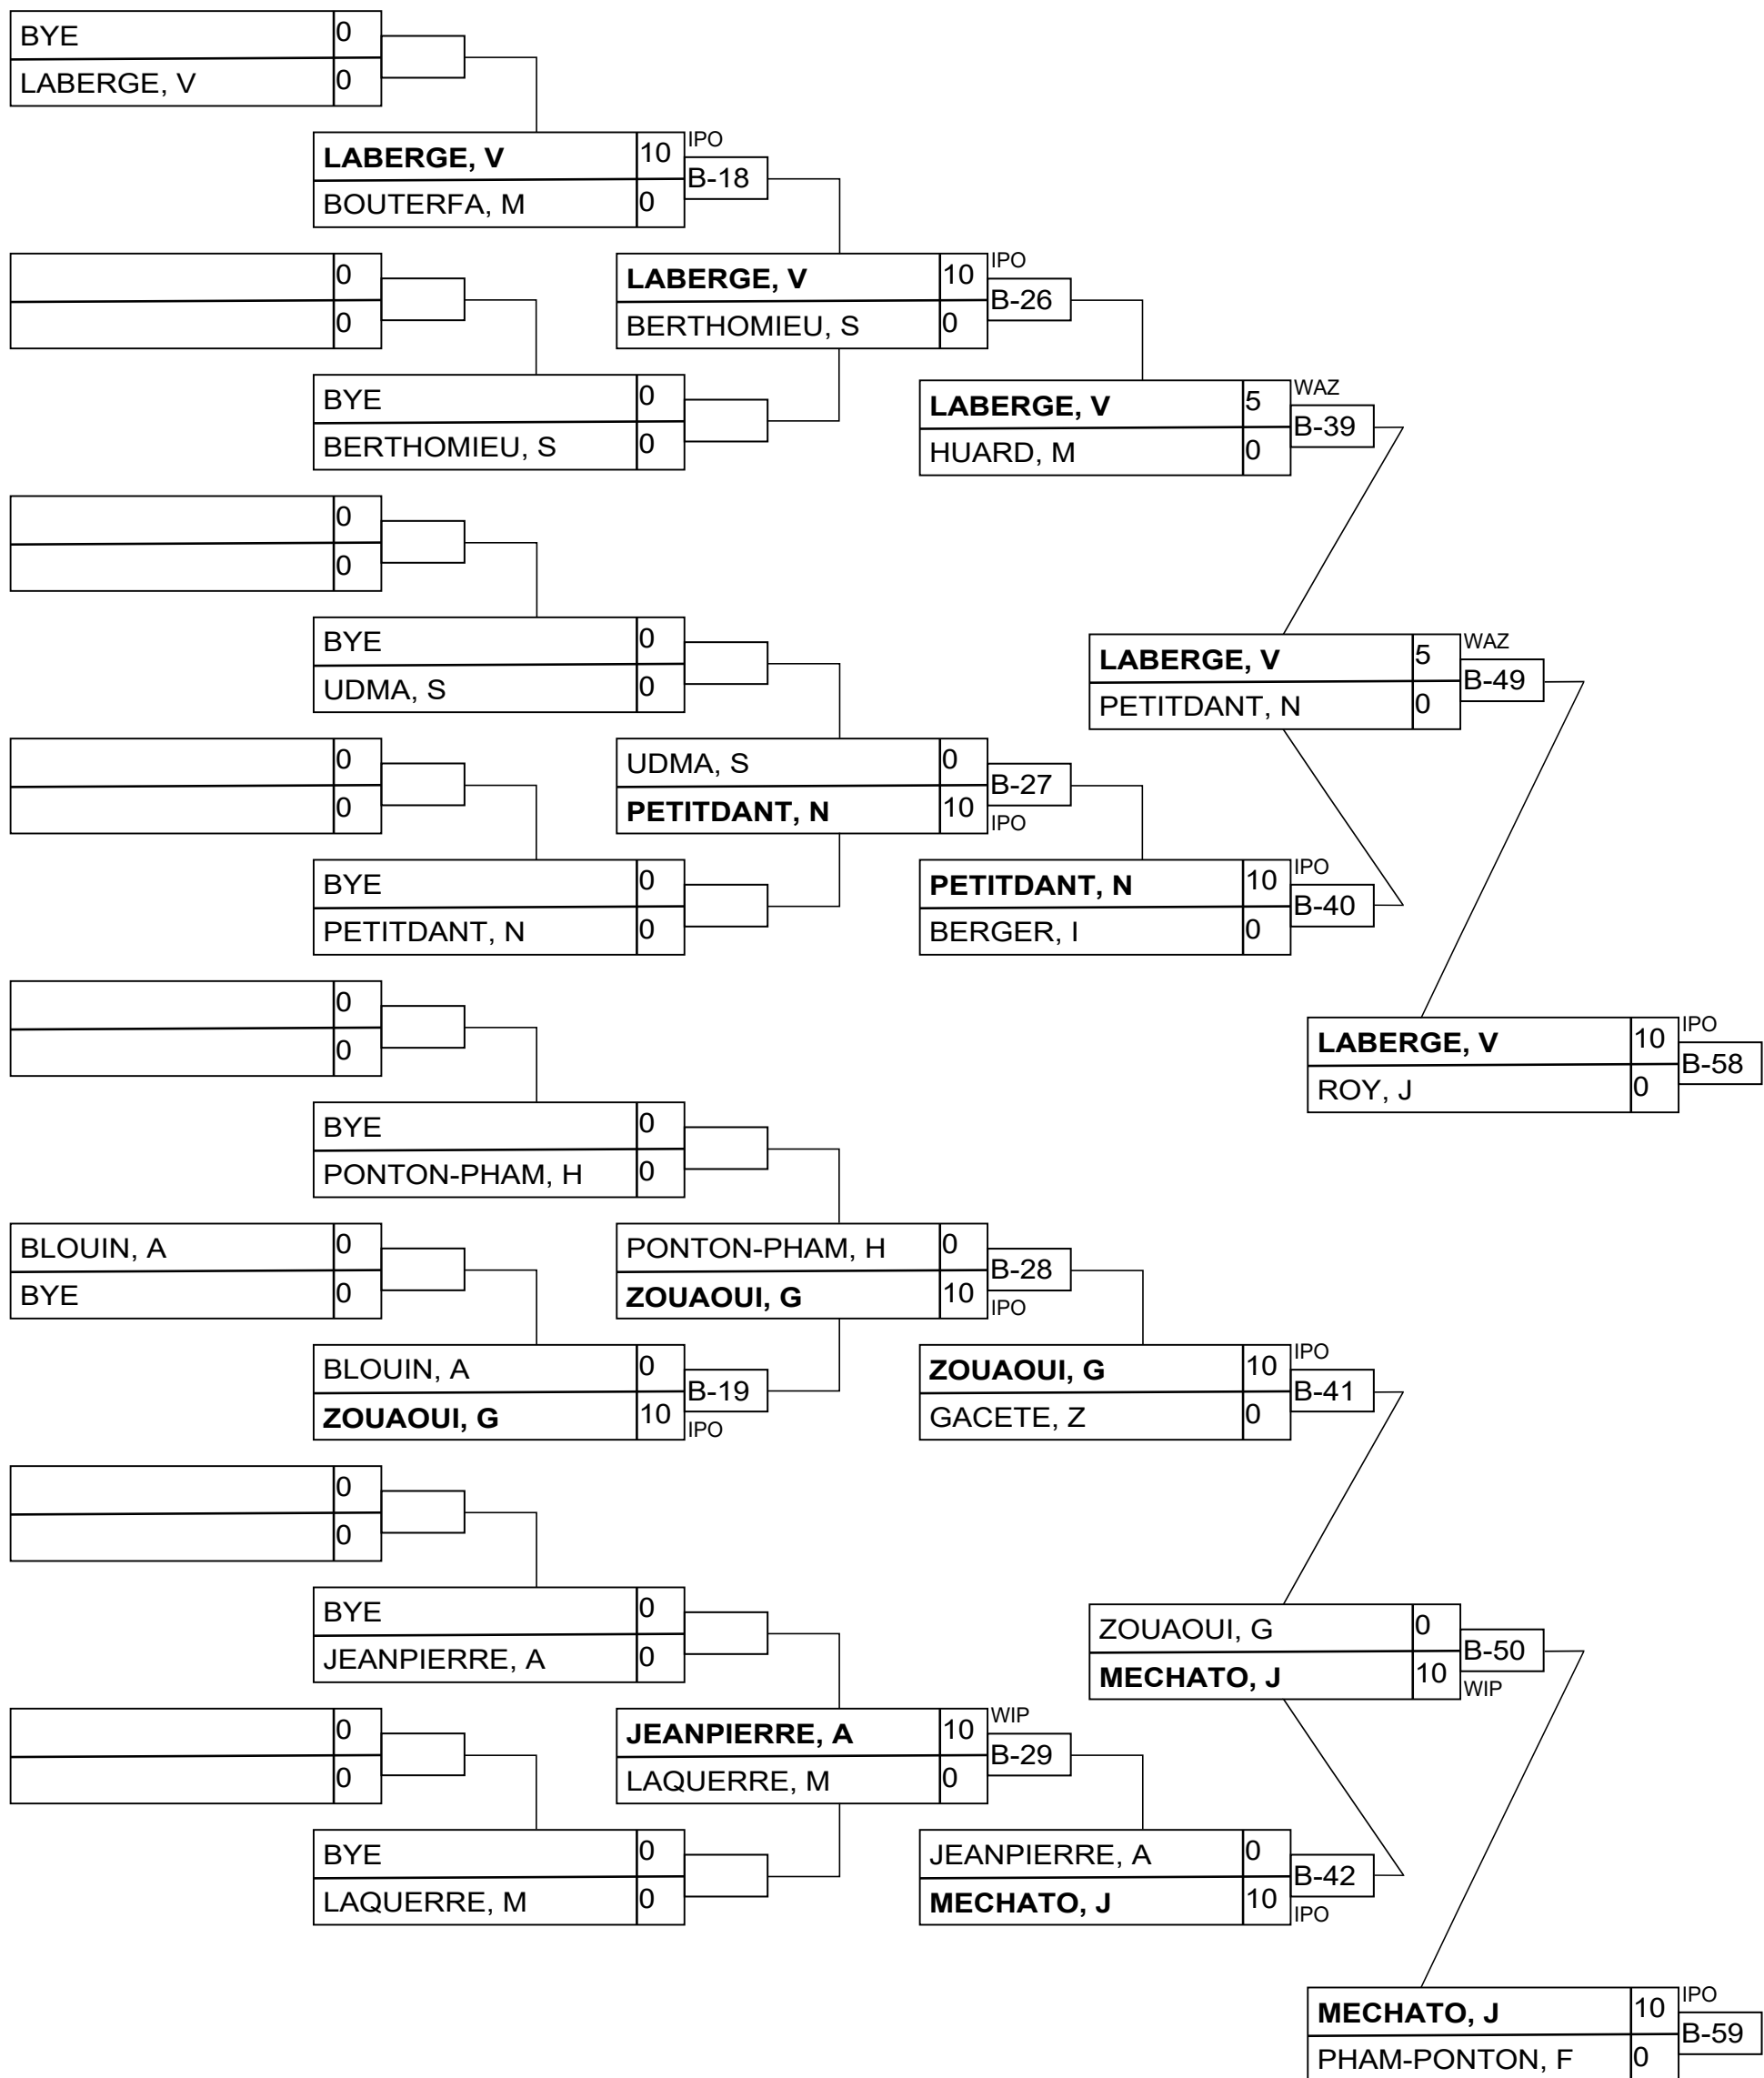 BYE 0
LABERGE, V 0
LABERGE, V 10 IPO
B-18
BOUTERFA, M 0
0
0
LABERGE, V 10 IPO
B-26
BERTHOMIEU, S 0
BYE 0
BERTHOMIEU, S 0
LABERGE, V 5 WAZ
B-39
HUARD, M 0
0
0
BYE 0
UDMA, S 0
LABERGE, V 5 WAZ
B-49
PETITDANT, N 0
0
0
UDMA, S 0
B-27
PETITDANT, N 10 IPO
BYE 0
PETITDANT, N 0
PETITDANT, N 10 IPO
B-40
BERGER, I 0
0
0
LABERGE, V 10 IPO
B-58
ROY, J 0
BYE 0
PONTON-PHAM, H 0
BLOUIN, A 0
BYE 0
PONTON-PHAM, H 0
B-28
ZOUAOUI, G 10 IPO
BLOUIN, A 0
B-19
ZOUAOUI, G 10 IPO
ZOUAOUI, G 10 IPO
B-41
GACETE, Z 0
0
0
BYE 0
JEANPIERRE, A 0
ZOUAOUI, G 0
B-50
MECHATO, J 10 WIP
0
0
JEANPIERRE, A 10 WIP
B-29
LAQUERRE, M 0
BYE 0
LAQUERRE, M 0
JEANPIERRE, A 0
B-42
MECHATO, J 10 IPO
MECHATO, J 10 IPO
B-59
PHAM-PONTON, F 0